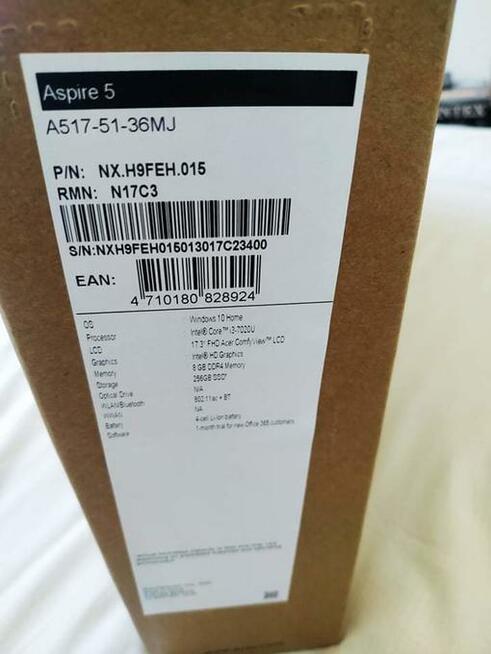 Aspire 5
A517-51-36MJ
P/N: NX.H9FEH.015
RMN: N17C3
S/N:NXH9FEH015013017C23400
EAN:
4 710180 828924
OS Windows 10 Home
Processor Intel® Core™ i3-7020U
LCD 17.3" FHD Acer ComfyView™ LCD
Graphics Intel® HD Graphics
Memory 8 GB DDR4 Memory
Storage 256GB SSD*
Optical Drive N/A
WLAN/Bluetooth 802.11ac + BT
WWAN NA
Battery 4-cell Li-Ion battery
Software 1-month trial for new Office 365 customers